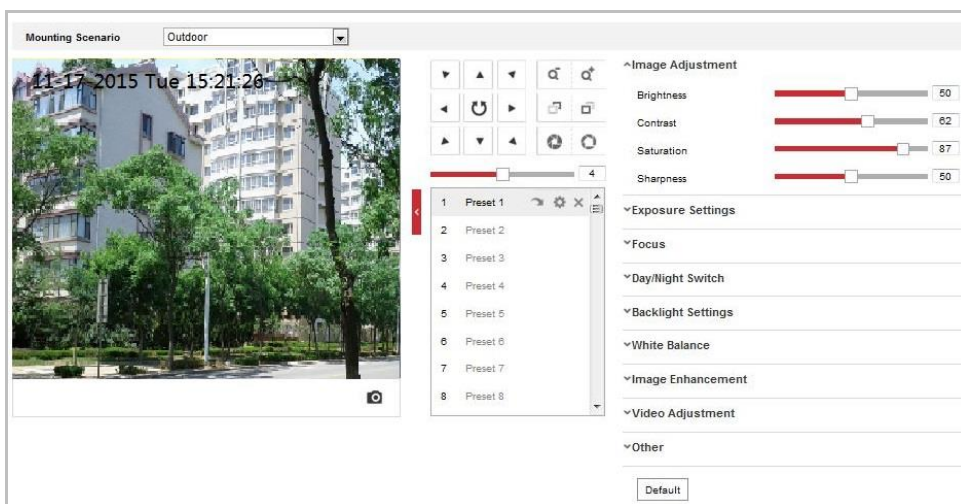 Mounting Scenario Outdoor
11-17-2015 Tue 15:21:26
4
1 Preset 1
2 Preset 2
3 Preset 3
4 Preset 4
5 Preset 5
6 Preset 6
7 Preset 7
8 Preset 8
Image Adjustment
Brightness 50
Contrast 62
Saturation 87
Sharpness 50
Exposure Settings
Focus
Day/Night Switch
Backlight Settings
White Balance
Image Enhancement
Video Adjustment
Other
Default